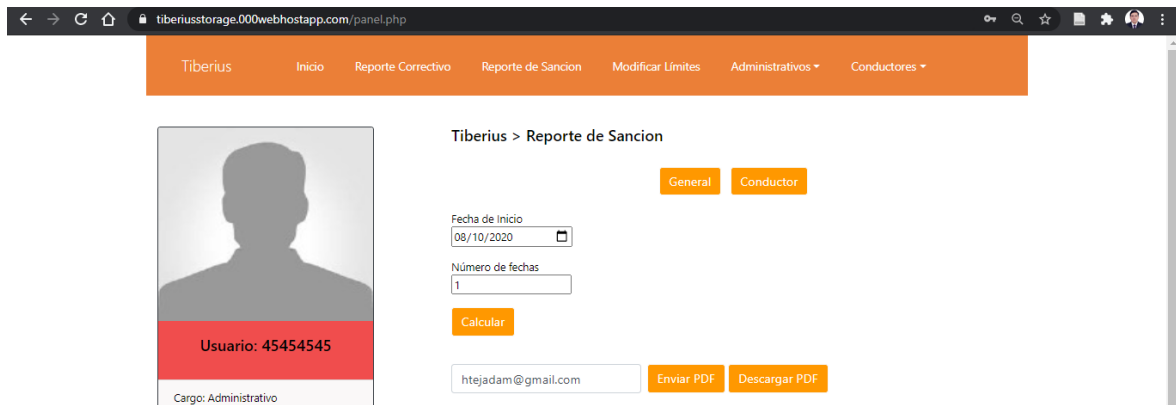 tiberiusstorage.000webhostapp.com/panel.php
Tiberius Inicio Reporte Correctivo Reporte de Sancion Modificar Límites Administrativos Conductores
Tiberius > Reporte de Sancion
General Conductor
Fecha de Inicio
08/10/2020
Número de fechas
1
Calcular
htejadam@gmail.com Enviar PDF Descargar PDF
Usuario: 45454545
Cargo: Administrativo